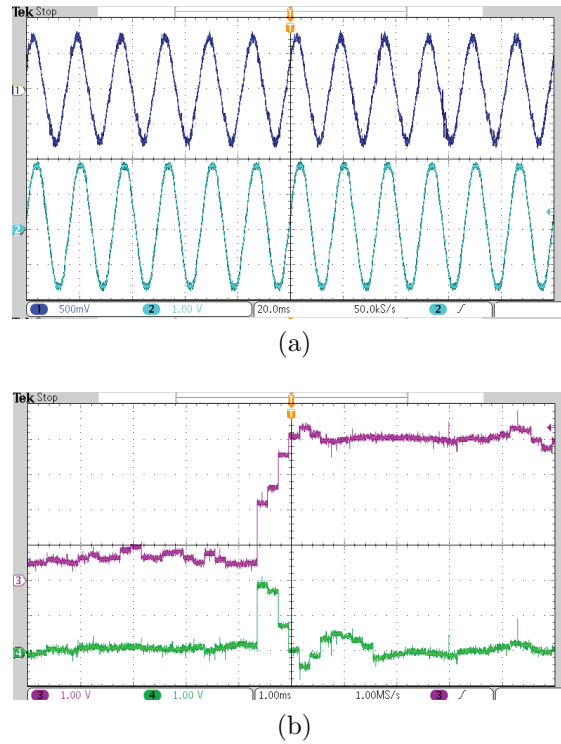 Tek Stop
T
1
2
1 500mV 2 1.00 V 20.0ms 50.0kS/s 2
(a)
Tek Stop
T
3
4
3 1.00 V 4 1.00 V 1.00ms 1.00MS/s 3
(b)